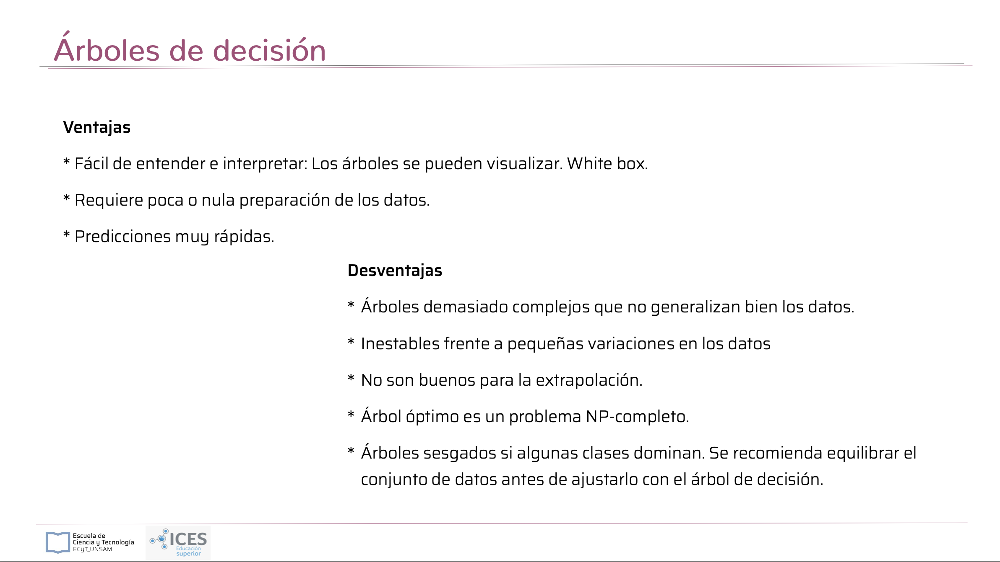 Árboles de decisión
Ventajas
* Fácil de entender e interpretar: Los árboles se pueden visualizar. White box.
* Requiere poca o nula preparación de los datos.
* Predicciones muy rápidas.
Desventajas
* Árboles demasiado complejos que no generalizan bien los datos.
* Inestables frente a pequeñas variaciones en los datos
* No son buenos para la extrapolación.
* Árbol óptimo es un problema NP-completo.
* Árboles sesgados si algunas clases dominan. Se recomienda equilibrar el
conjunto de datos antes de ajustarlo con el árbol de decisión.
Escuela de
Ciencia y Tecnología
ECyT_UNSAM
ICES
Educación
superior